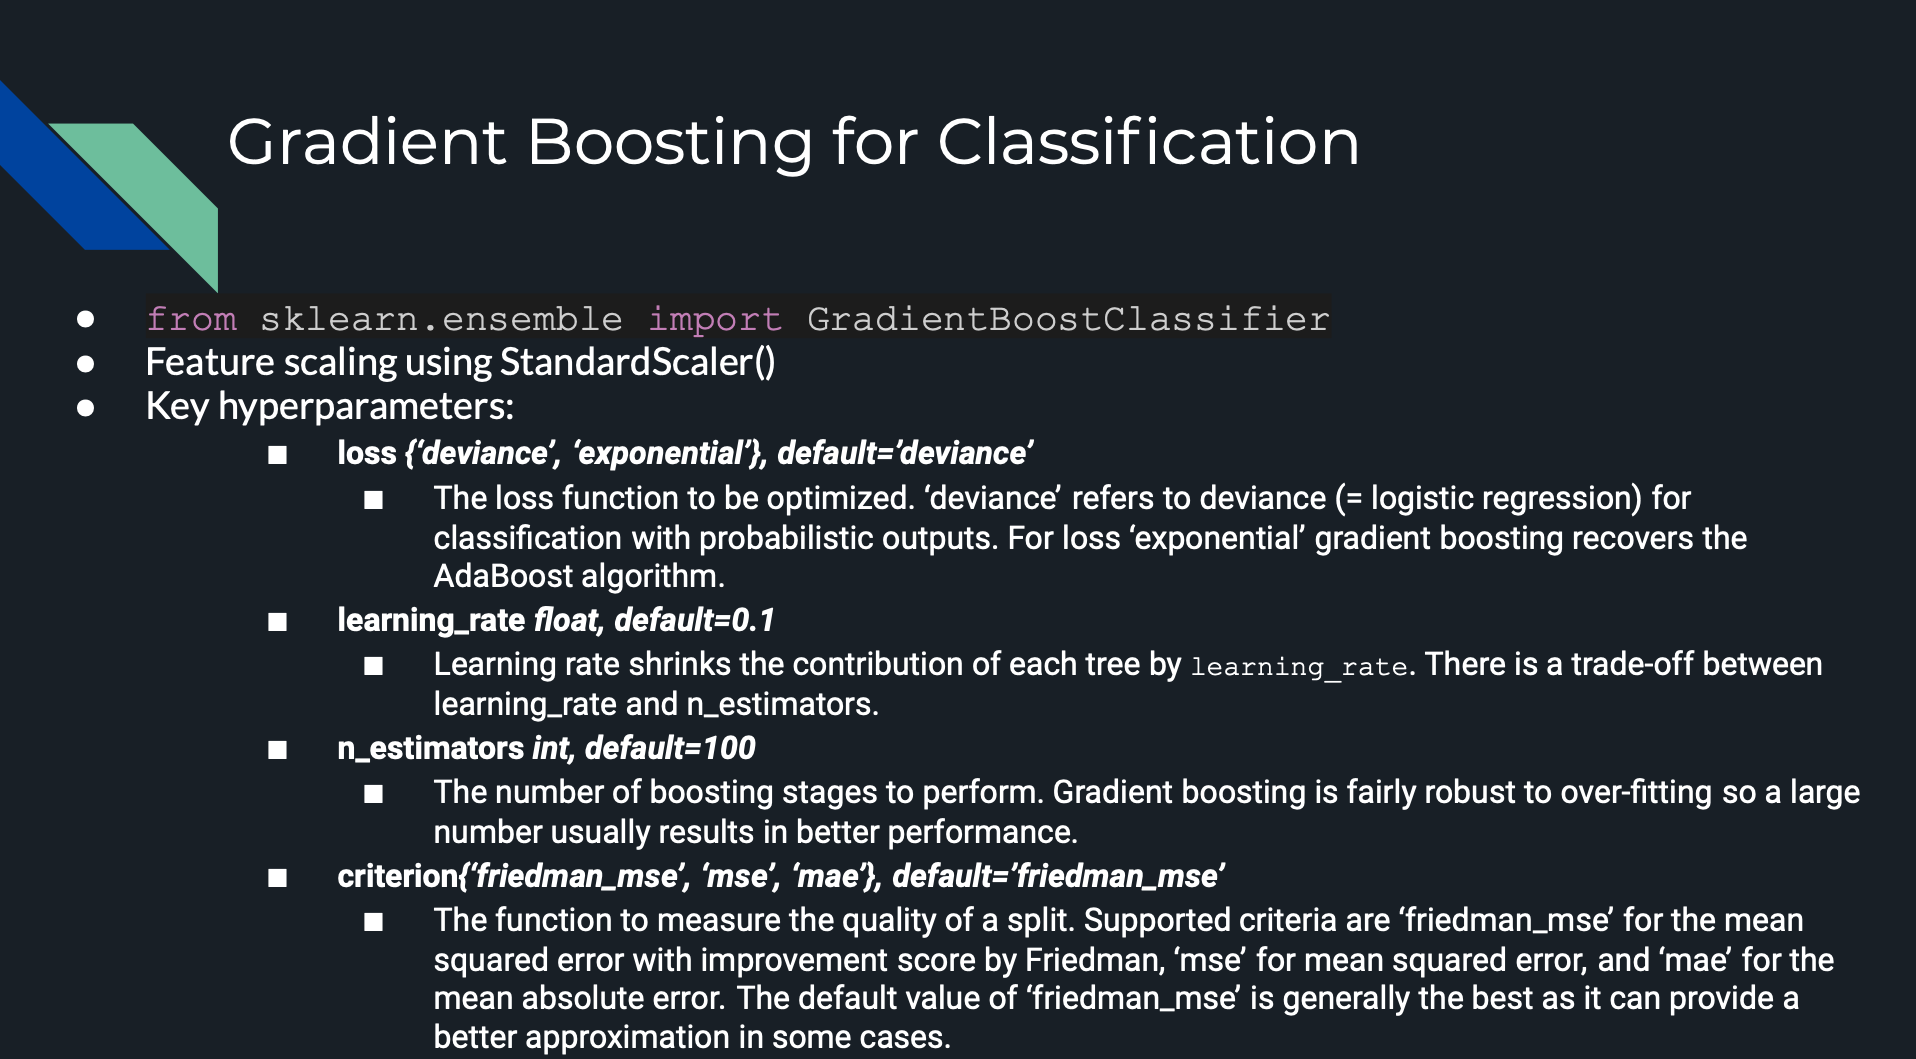 Gradient Boosting for Classification
● from sklearn.ensemble import GradientBoostClassifier
● Feature scaling using StandardScaler()
● Key hyperparameters:
■ loss {‘deviance’, ‘exponential’}, default=’deviance’
■ The loss function to be optimized. ‘deviance’ refers to deviance (= logistic regression) for
classification with probabilistic outputs. For loss ‘exponential’ gradient boosting recovers the
AdaBoost algorithm.
■ learning_rate float, default=0.1
■ Learning rate shrinks the contribution of each tree by learning_rate. There is a trade-off between
learning_rate and n_estimators.
■ n_estimators int, default=100
■ The number of boosting stages to perform. Gradient boosting is fairly robust to over-fitting so a large
number usually results in better performance.
■ criterion{‘friedman_mse’, ‘mse’, ‘mae’}, default=’friedman_mse’
■ The function to measure the quality of a split. Supported criteria are ‘friedman_mse’ for the mean
squared error with improvement score by Friedman, ‘mse’ for mean squared error, and ‘mae’ for the
mean absolute error. The default value of ‘friedman_mse’ is generally the best as it can provide a
better approximation in some cases.